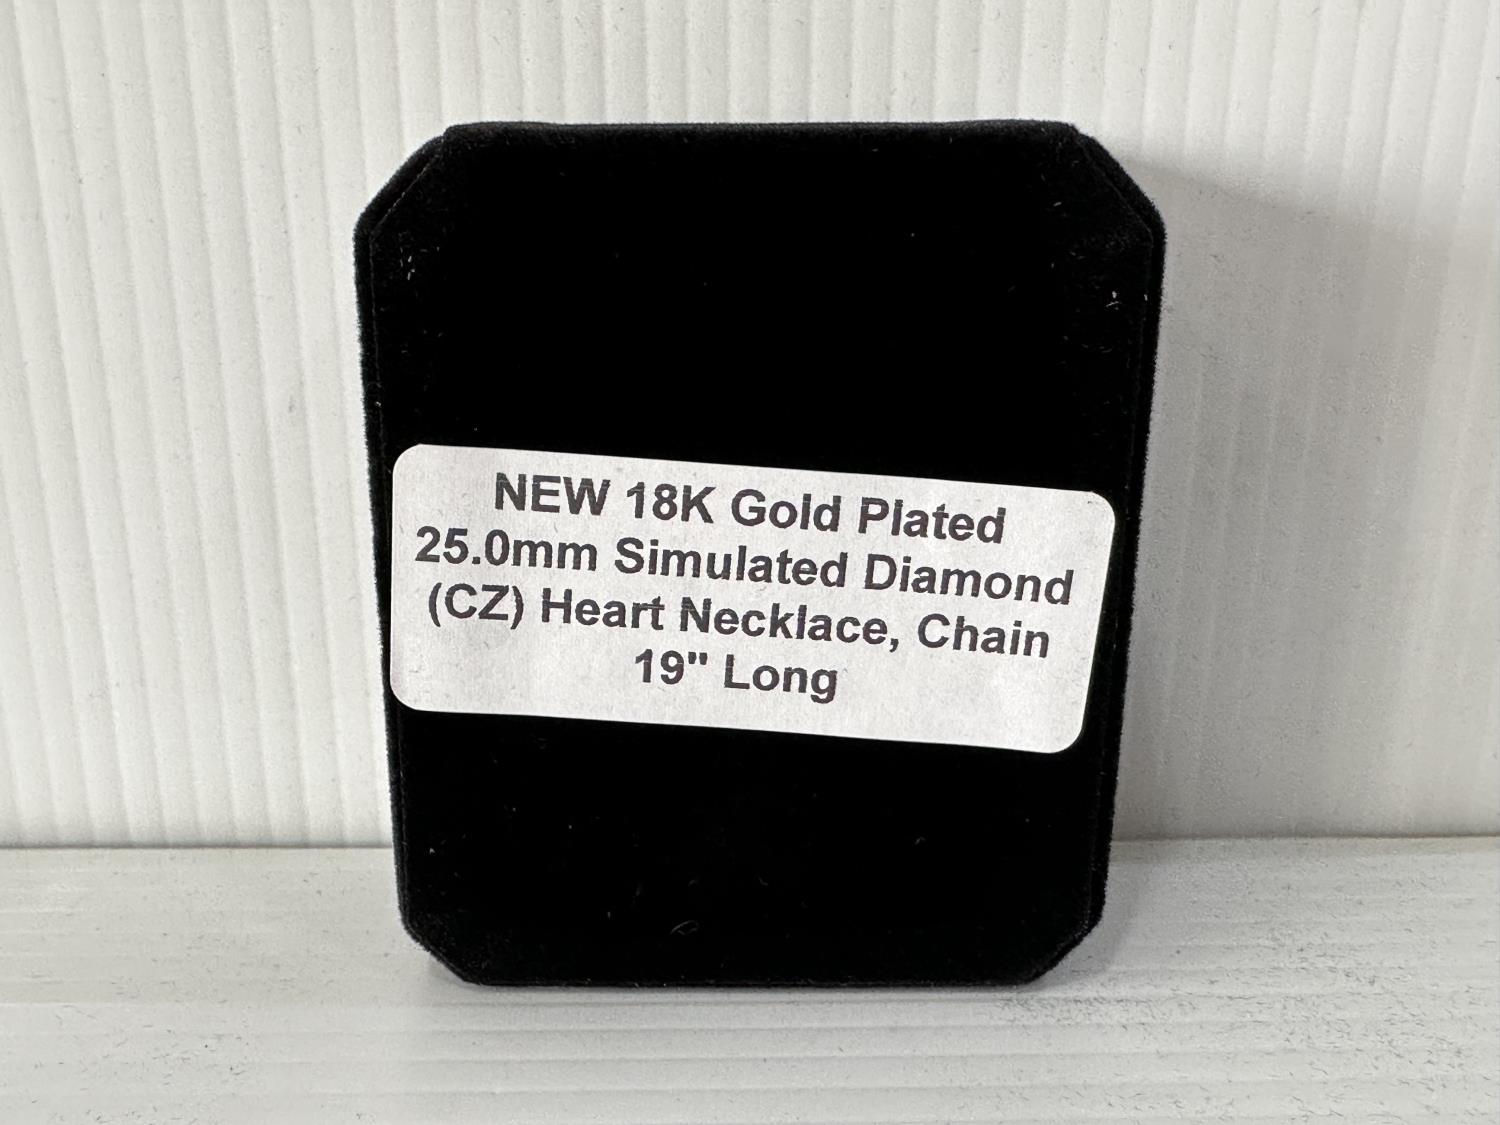 NEW 18K Gold Plated
25.0mm Simulated Diamond
(CZ) Heart Necklace, Chain
19" Long